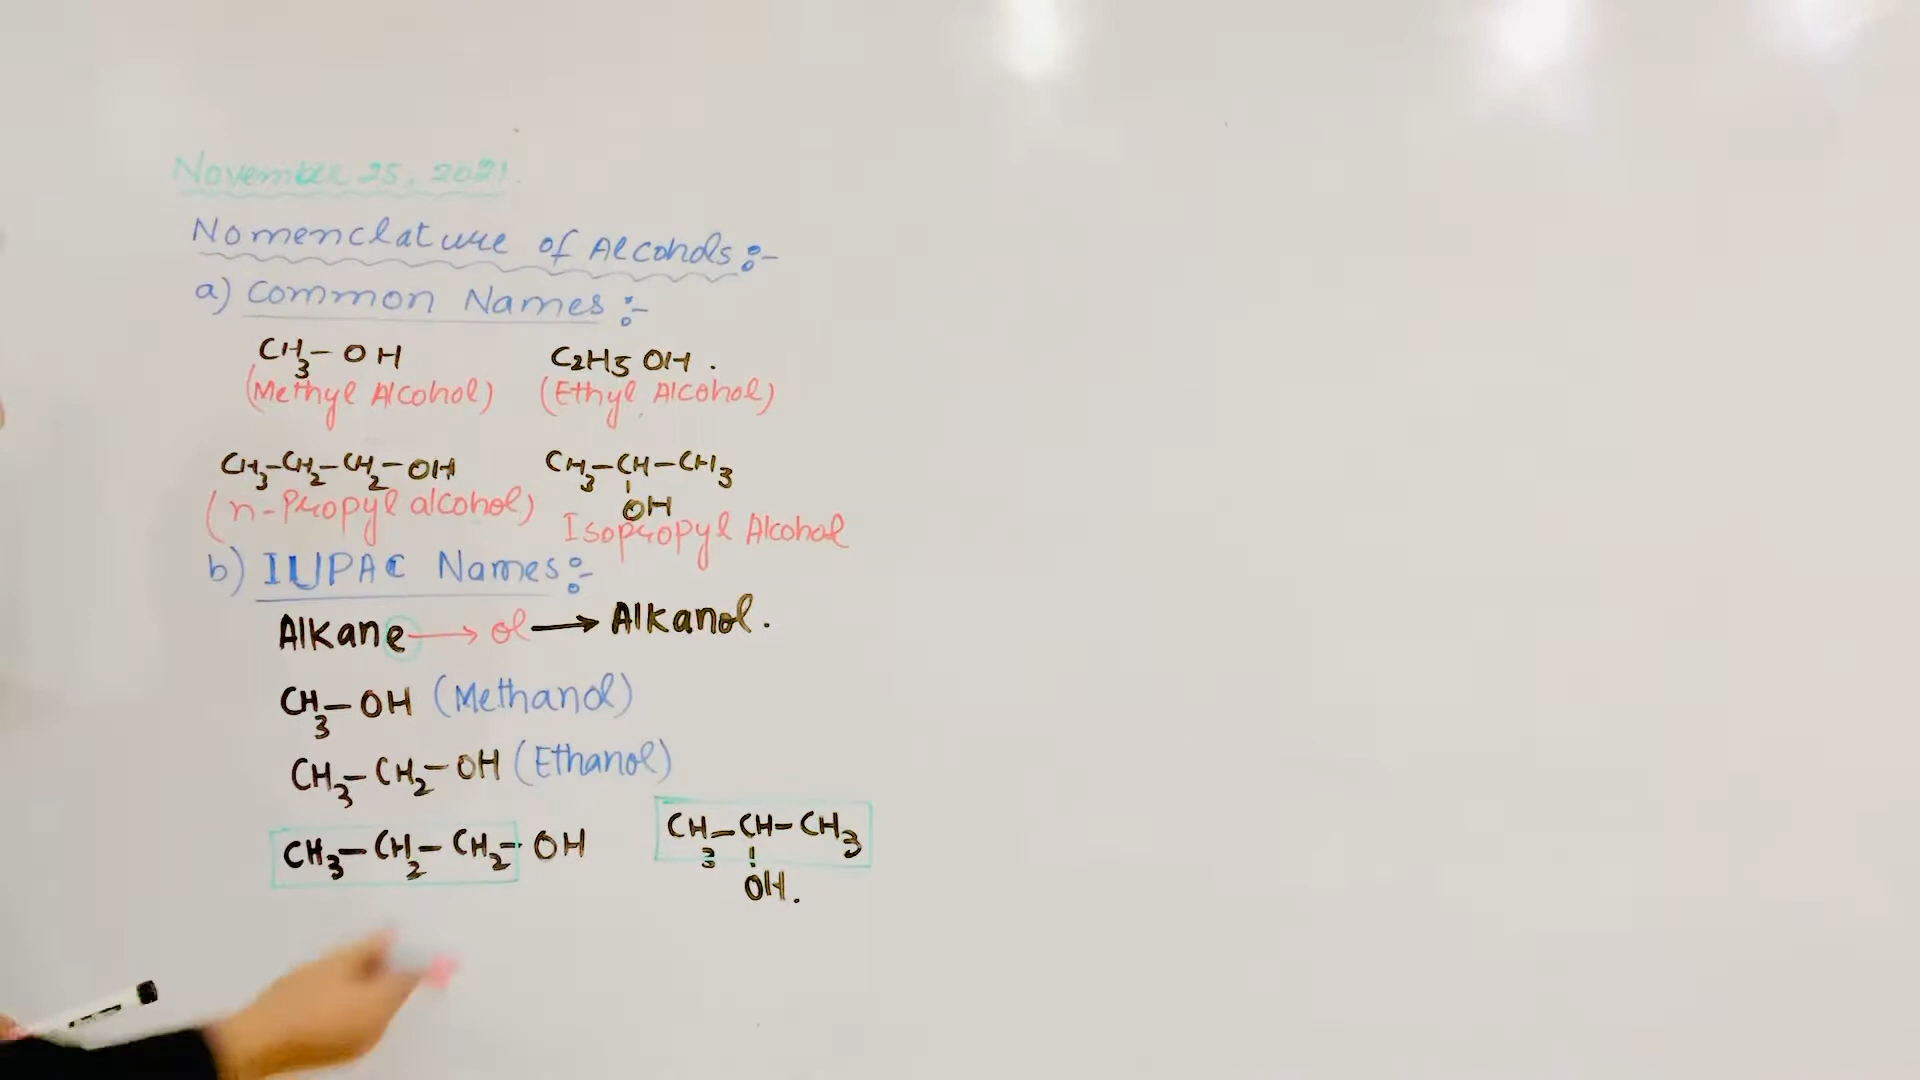 November 25, 2021.
Nomenclature of Alcohols:-
a) Common Names :-
CH3-OH C2H5 OH.
(Methyl Alcohol) (Ethyl Alcohol)
CH3-CH2-CH2-OH CH3-CH-CH3
OH
(n-Propyl alcohol) Isopropyl Alcohol
b) IUPAC Names:-
Alkane → ol → Alkanol.
CH3-OH (Methanol)
CH3-CH2-OH (Ethanol)
CH3-CH2-CH2-OH CH3-CH-CH3
OH.